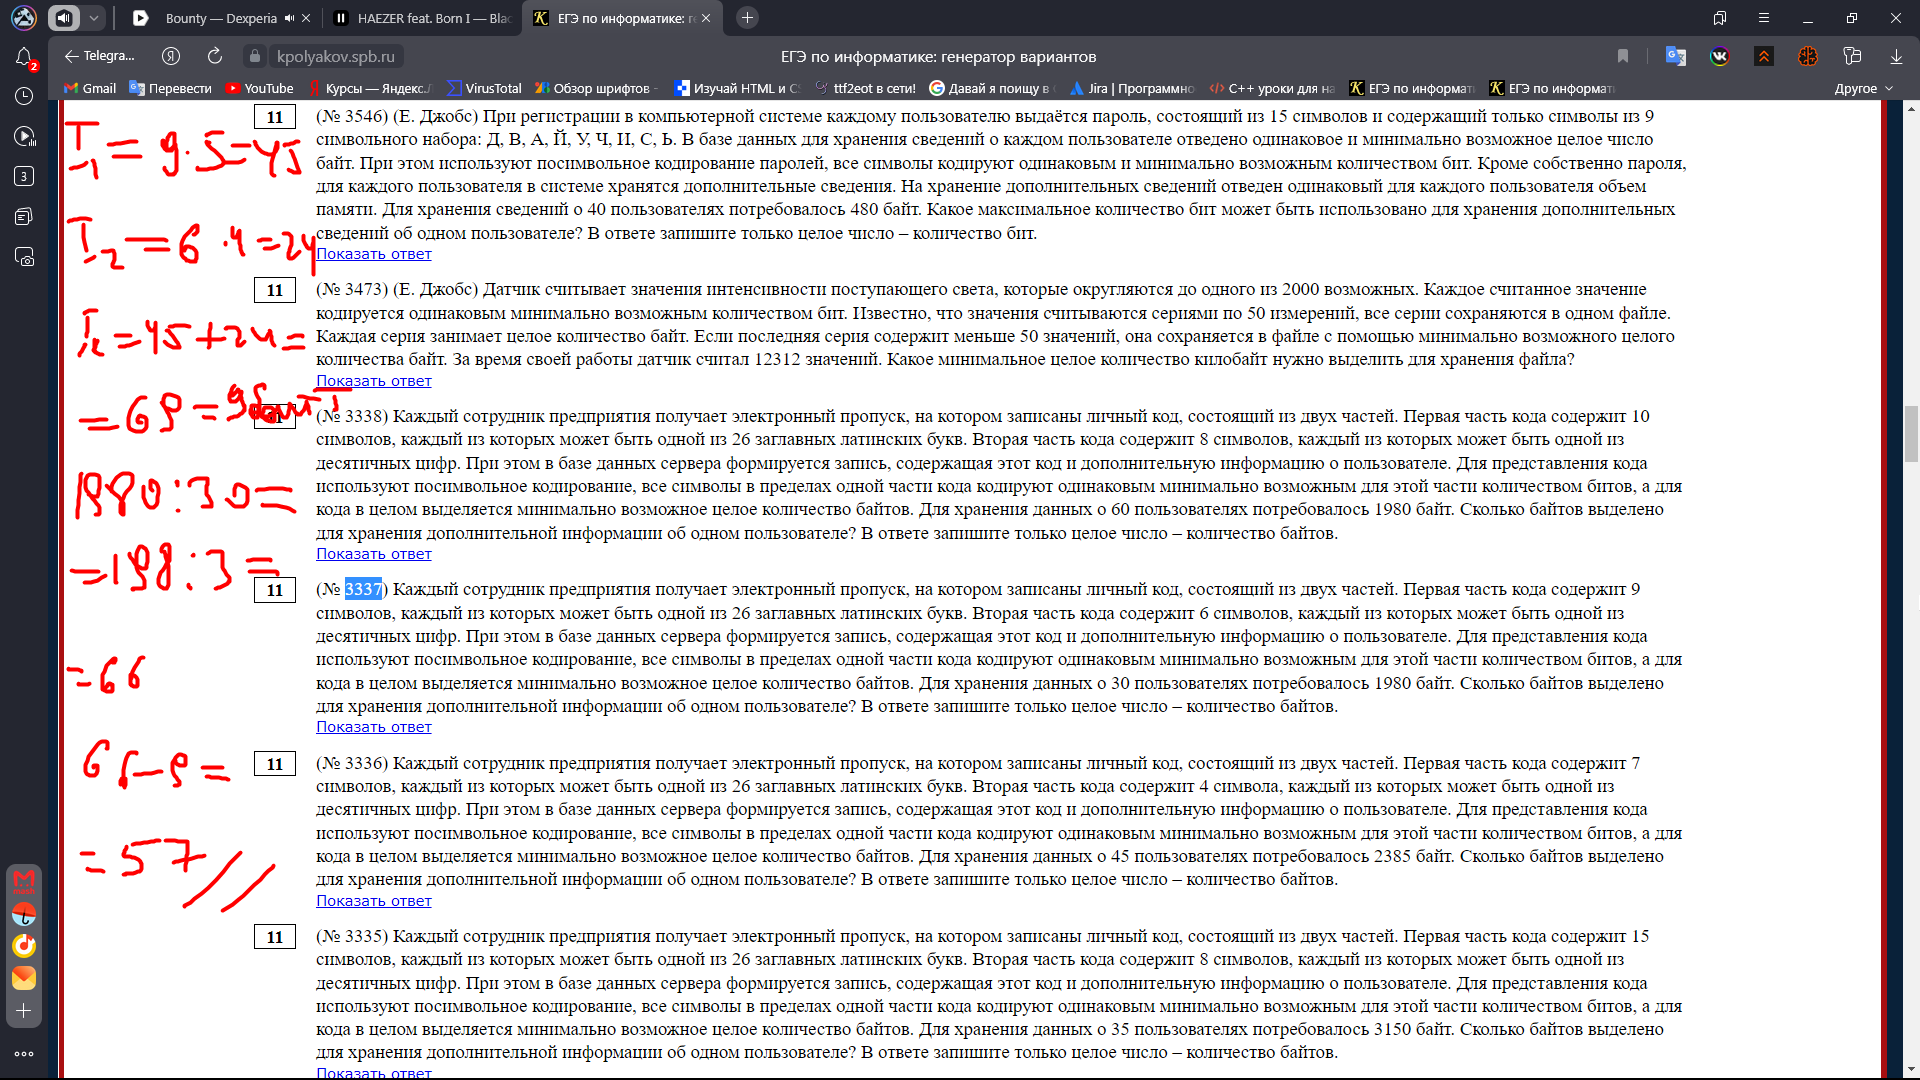 Bounty — Dexperia
HAEZER feat. Born I — Blac
ЕГЭ по информатике: ге
2
Telegra...
kpolyakov.spb.ru
ЕГЭ по информатике: генератор вариантов
Gmail
Перевести
YouTube
Курсы — Яндекс.
VirusTotal
Обзор шрифтов -
Изучай HTML и CS
ttf2eot в сети!
Давай я поищу в
Jira | Программно
C++ уроки для на
ЕГЭ по информат
ЕГЭ по информат
Другое
3
11
(№ 3546) (Е. Джобс) При регистрации в компьютерной системе каждому пользователю выдаётся пароль, состоящий из 15 символов и содержащий только символы из 9
символьного набора: Д, В, А, Й, У, Ч, И, С, Ь. В базе данных для хранения сведений о каждом пользователе отведено одинаковое и минимально возможное целое число
байт. При этом используют посимвольное кодирование паролей, все символы кодируют одинаковым и минимально возможным количеством бит. Кроме собственно пароля,
для каждого пользователя в системе хранятся дополнительные сведения. На хранение дополнительных сведений отведен одинаковый для каждого пользователя объем
памяти. Для хранения сведений о 40 пользователях потребовалось 480 байт. Какое максимальное количество бит может быть использовано для хранения дополнительных
сведений об одном пользователе? В ответе запишите только целое число – количество бит.
Показать ответ
11
(№ 3473) (Е. Джобс) Датчик считывает значения интенсивности поступающего света, которые округляются до одного из 2000 возможных. Каждое считанное значение
кодируется одинаковым минимально возможным количеством бит. Известно, что значения считываются сериями по 50 измерений, все серии сохраняются в одном файле.
Каждая серия занимает целое количество байт. Если последняя серия содержит меньше 50 значений, она сохраняется в файле с помощью минимально возможного целого
количества байт. За время своей работы датчик считал 12312 значений. Какое минимальное целое количество килобайт нужно выделить для хранения файла?
Показать ответ
(№ 3338) Каждый сотрудник предприятия получает электронный пропуск, на котором записаны личный код, состоящий из двух частей. Первая часть кода содержит 10
символов, каждый из которых может быть одной из 26 заглавных латинских букв. Вторая часть кода содержит 8 символов, каждый из которых может быть одной из
десятичных цифр. При этом в базе данных сервера формируется запись, содержащая этот код и дополнительную информацию о пользователе. Для представления кода
используют посимвольное кодирование, все символы в пределах одной части кода кодируют одинаковым минимально возможным для этой части количеством битов, а для
кода в целом выделяется минимально возможное целое количество байтов. Для хранения данных о 60 пользователях потребовалось 1980 байт. Сколько байтов выделено
для хранения дополнительной информации об одном пользователе? В ответе запишите только целое число – количество байтов.
Показать ответ
11
(№ 3337) Каждый сотрудник предприятия получает электронный пропуск, на котором записаны личный код, состоящий из двух частей. Первая часть кода содержит 9
символов, каждый из которых может быть одной из 26 заглавных латинских букв. Вторая часть кода содержит 6 символов, каждый из которых может быть одной из
десятичных цифр. При этом в базе данных сервера формируется запись, содержащая этот код и дополнительную информацию о пользователе. Для представления кода
используют посимвольное кодирование, все символы в пределах одной части кода кодируют одинаковым минимально возможным для этой части количеством битов, а для
кода в целом выделяется минимально возможное целое количество байтов. Для хранения данных о 30 пользователях потребовалось 1980 байт. Сколько байтов выделено
для хранения дополнительной информации об одном пользователе? В ответе запишите только целое число – количество байтов.
Показать ответ
11
(№ 3336) Каждый сотрудник предприятия получает электронный пропуск, на котором записаны личный код, состоящий из двух частей. Первая часть кода содержит 7
символов, каждый из которых может быть одной из 26 заглавных латинских букв. Вторая часть кода содержит 4 символа, каждый из которых может быть одной из
десятичных цифр. При этом в базе данных сервера формируется запись, содержащая этот код и дополнительную информацию о пользователе. Для представления кода
используют посимвольное кодирование, все символы в пределах одной части кода кодируют одинаковым минимально возможным для этой части количеством битов, а для
кода в целом выделяется минимально возможное целое количество байтов. Для хранения данных о 45 пользователях потребовалось 2385 байт. Сколько байтов выделено
для хранения дополнительной информации об одном пользователе? В ответе запишите только целое число – количество байтов.
Показать ответ
11
(№ 3335) Каждый сотрудник предприятия получает электронный пропуск, на котором записаны личный код, состоящий из двух частей. Первая часть кода содержит 15
символов, каждый из которых может быть одной из 26 заглавных латинских букв. Вторая часть кода содержит 8 символов, каждый из которых может быть одной из
десятичных цифр. При этом в базе данных сервера формируется запись, содержащая этот код и дополнительную информацию о пользователе. Для представления кода
используют посимвольное кодирование, все символы в пределах одной части кода кодируют одинаковым минимально возможным для этой части количеством битов, а для
кода в целом выделяется минимально возможное целое количество байтов. Для хранения данных о 35 пользователях потребовалось 3150 байт. Сколько байтов выделено
для хранения дополнительной информации об одном пользователе? В ответе запишите только целое число – количество байтов.
Показать ответ
I1 = 9·5=45
I2 = 6·4=24
=45+24=
=69=9байт
1980:30=
=198:3=
=66
66-9=
=57//